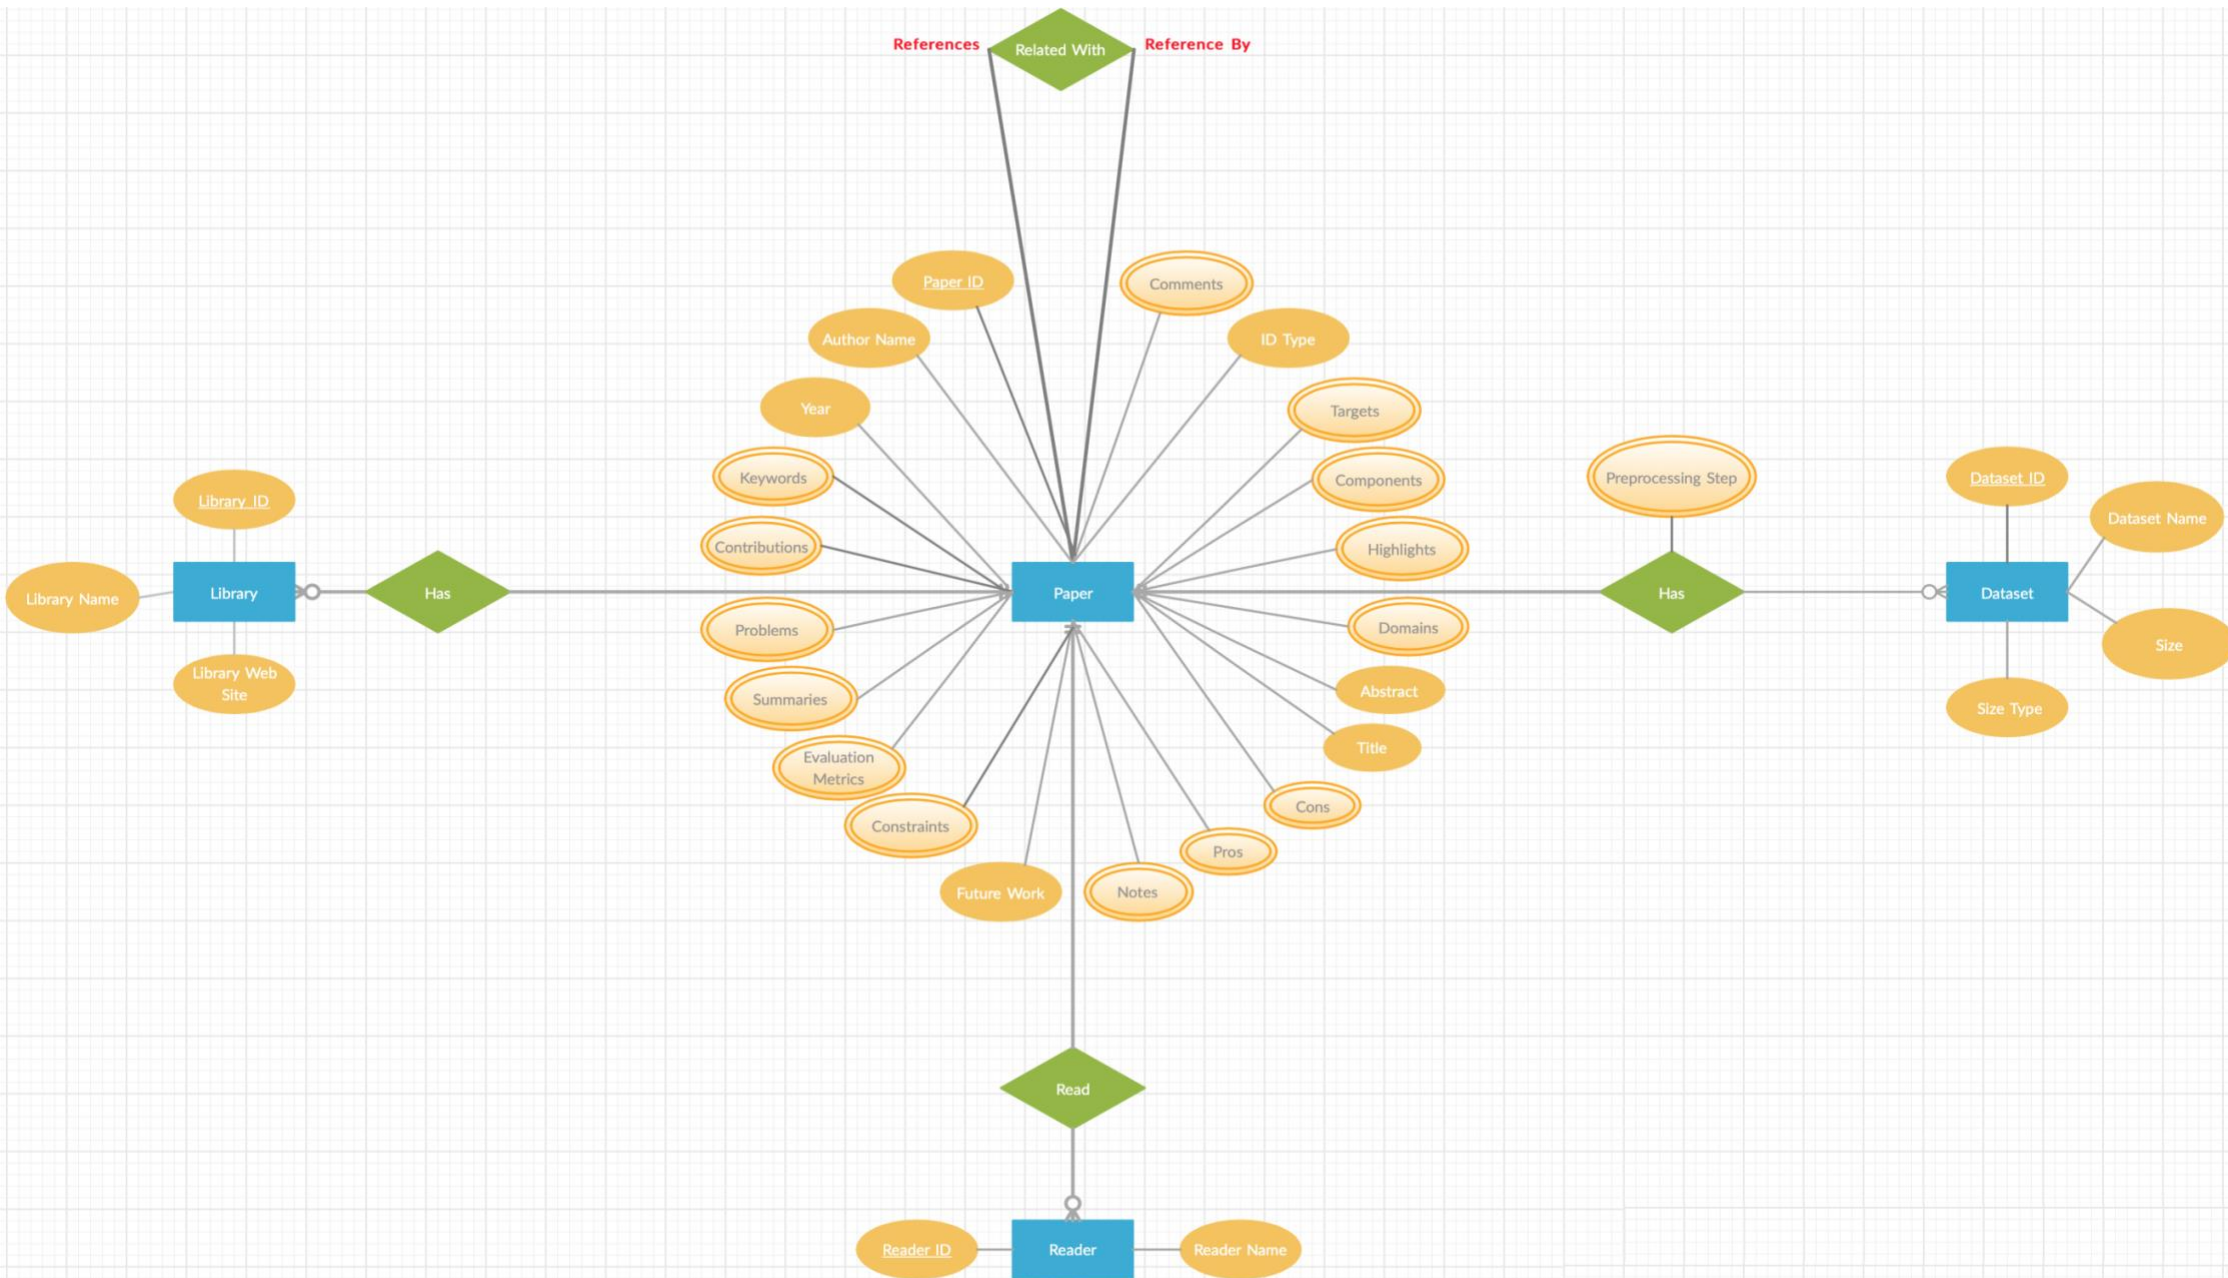 References
Related With
Reference By
Paper ID
Comments
Author Name
ID Type
Year
Targets
Keywords
Components
Preprocessing Step
Dataset ID
Library ID
Dataset Name
Contributions
Highlights
Library Name
Library
Has
Paper
Has
Dataset
Problems
Domains
Size
Library Web
Site
Summaries
Abstract
Size Type
Evaluation
Metrics
Title
Constraints
Cons
Pros
Future Work
Notes
Read
Reader ID
Reader
Reader Name